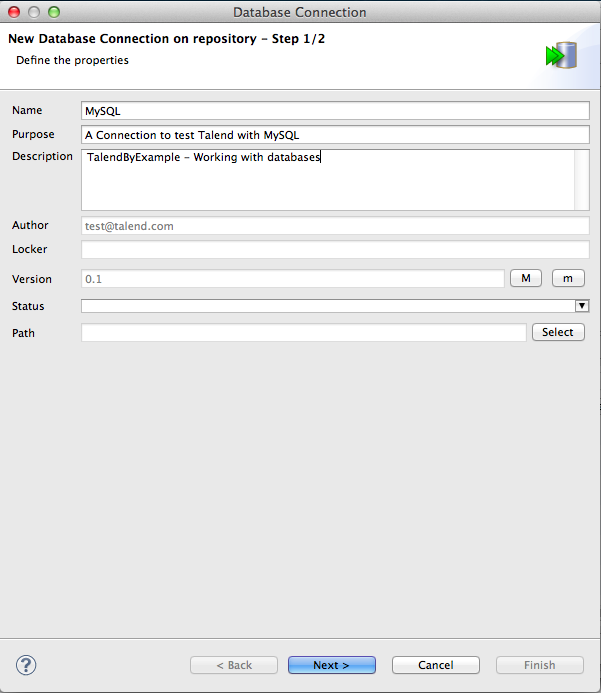 Database Connection
New Database Connection on repository – Step 1/2
Define the properties
Name MySQL
Purpose A Connection to test Talend with MySQL
Description TalendByExample – Working with databases
Author test@talend.com
Locker
Version 0.1 M m
Status
Path Select
? < Back Next > Cancel Finish